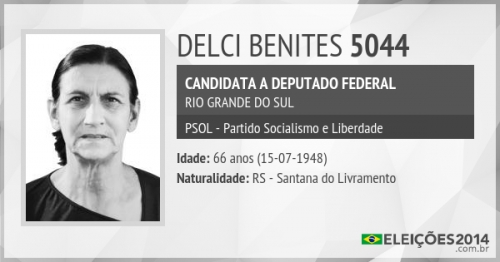 DELCI BENITES 5044
CANDIDATA A DEPUTADO FEDERAL
RIO GRANDE DO SUL
PSOL - Partido Socialismo e Liberdade
Idade: 66 anos (15-07-1948)
Naturalidade: RS - Santana do Livramento
ELEIÇÕES2014
.com.br